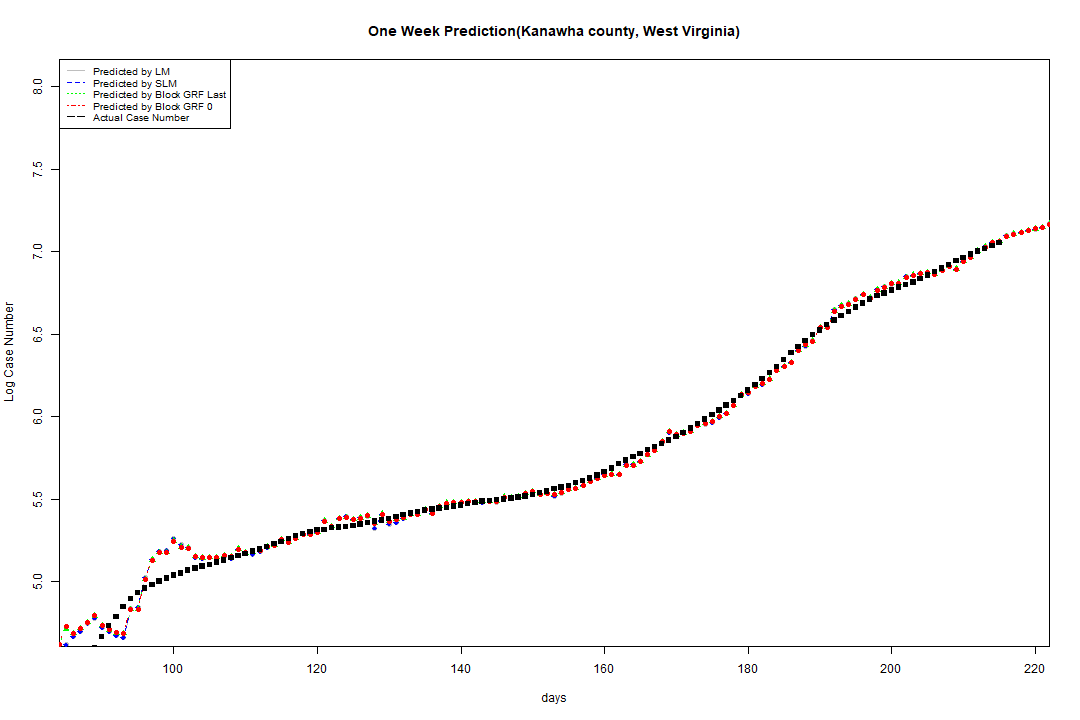 One Week Prediction(Kanawha county, West Virginia)
Predicted by LM
Predicted by SLM
Predicted by Block GRF Last
Predicted by Block GRF 0
Actual Case Number
8.0
7.5
7.0
6.5
6.0
5.5
5.0
Log Case Number
100 120 140 160 180 200 220
days